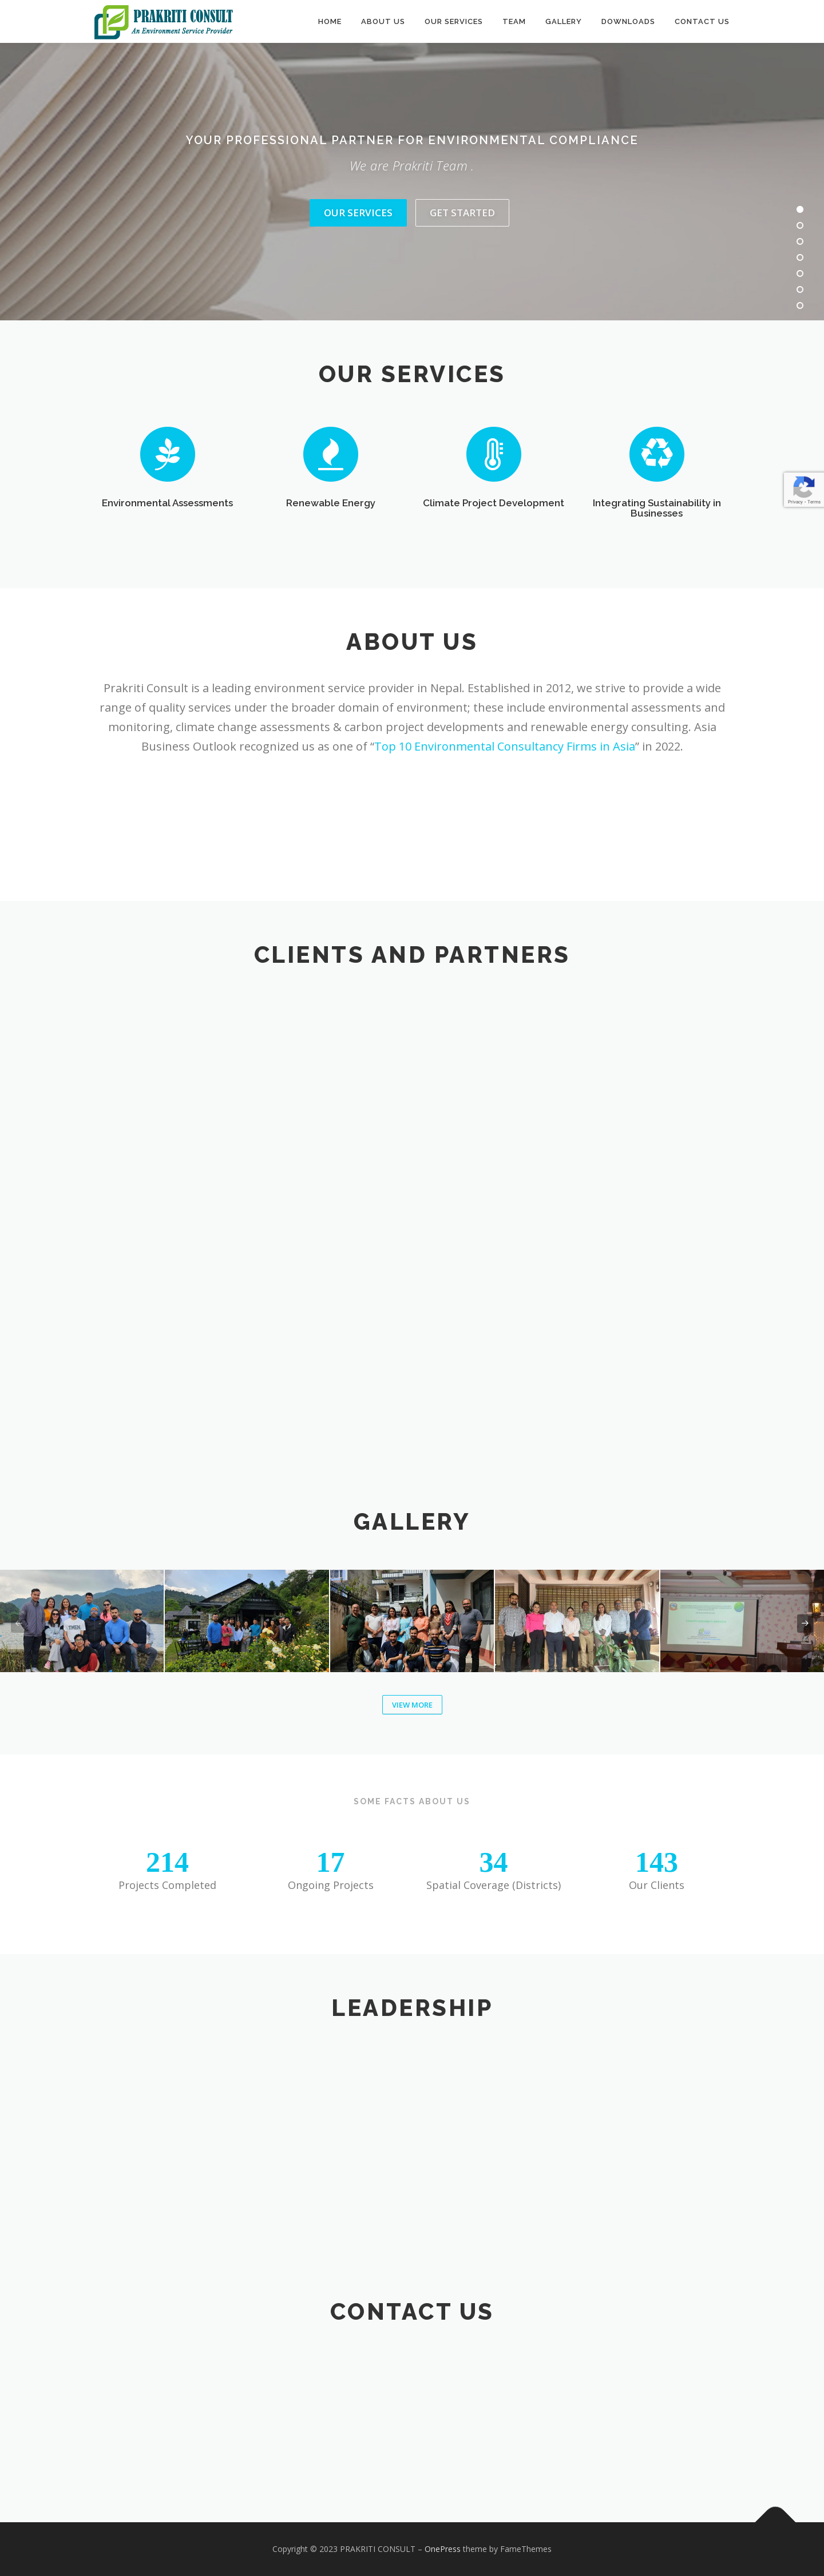 PRAKRITI CONSULT
An Environment Service Provider
HOME
ABOUT US
OUR SERVICES
TEAM
GALLERY
DOWNLOADS
CONTACT US
YOUR PROFESSIONAL PARTNER FOR ENVIRONMENTAL COMPLIANCE
We are Prakriti Team .
OUR SERVICES
GET STARTED
OUR SERVICES
Environmental Assessments
Renewable Energy
Climate Project Development
Integrating Sustainability in
Businesses
Privacy - Terms
ABOUT US
Prakriti Consult is a leading environment service provider in Nepal. Established in 2012, we strive to provide a wide
range of quality services under the broader domain of environment; these include environmental assessments and
monitoring, climate change assessments & carbon project developments and renewable energy consulting. Asia
Business Outlook recognized us as one of “Top 10 Environmental Consultancy Firms in Asia” in 2022.
CLIENTS AND PARTNERS
GALLERY
VIEW MORE
SOME FACTS ABOUT US
214
Projects Completed
17
Ongoing Projects
34
Spatial Coverage (Districts)
143
Our Clients
LEADERSHIP
CONTACT US
Copyright © 2023 PRAKRITI CONSULT – OnePress theme by FameThemes